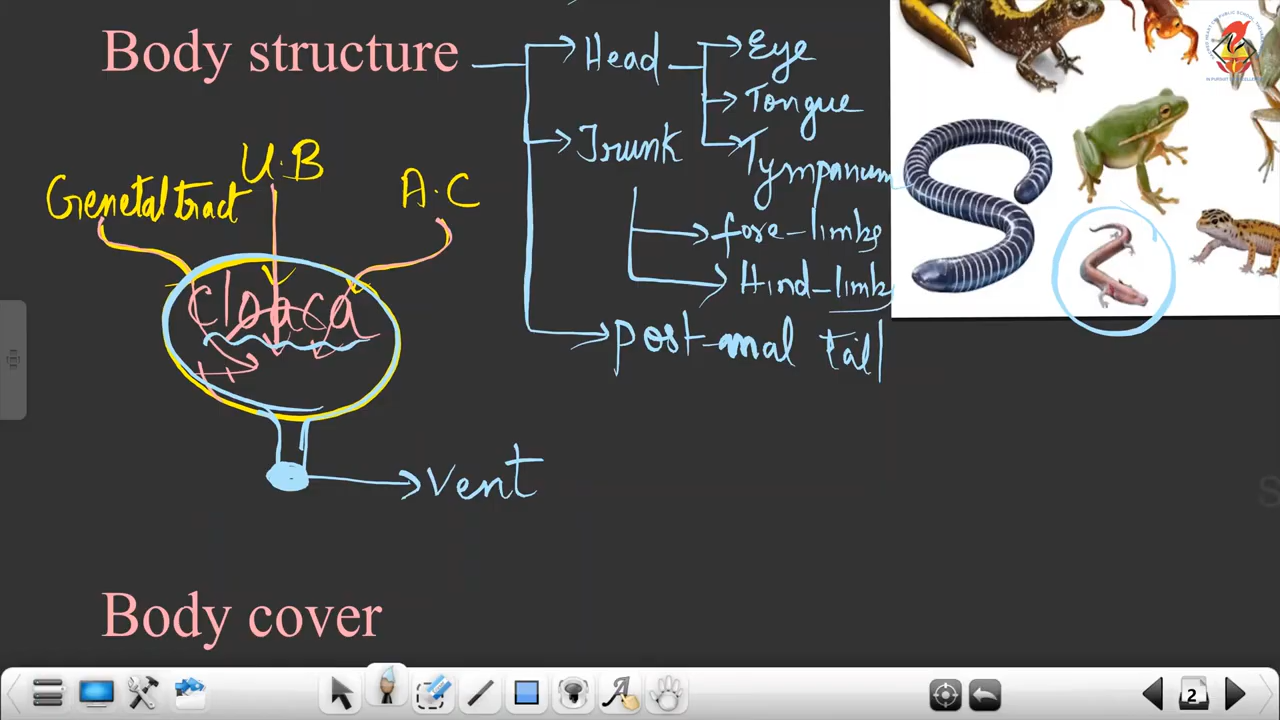 Body structure
Head
Eye
Tongue
Tympanum
Trunk
fore-limbs
Hind-limbs
post-anal tail
Genetal tract
U.B
A.C
cloaca
Vent
Body cover
2